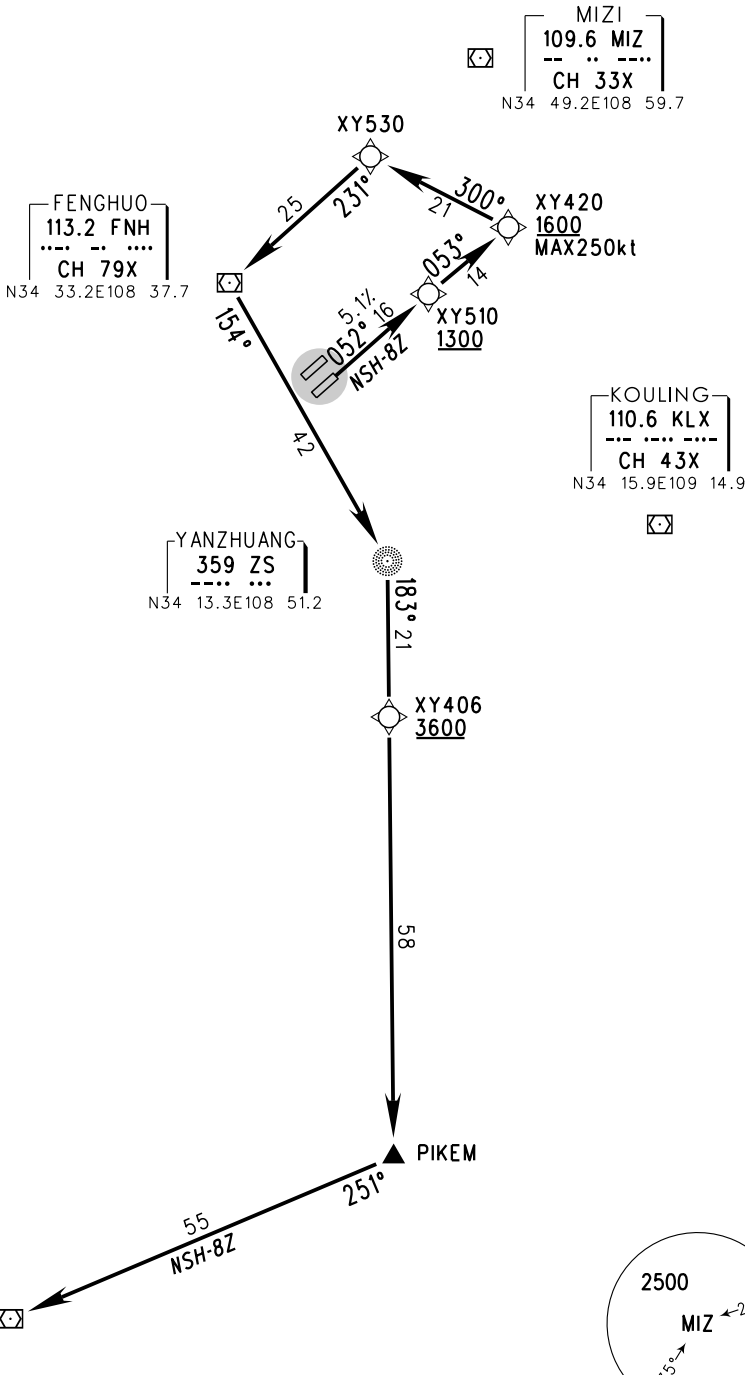 MIZI
109.6 MIZ
-- ·· --··
CH 33X
N34 49.2E108 59.7
XY530
231°
25
300°
21
XY420
1600
MAX250kt
FENGHUO
113.2 FNH
··-· -· ····
CH 79X
N34 33.2E108 37.7
053°
14
XY510
1300
5.1%
052° 16
NSH-8Z
154°
42
KOULING
110.6 KLX
-·- ·-·· -··-
CH 43X
N34 15.9E109 14.9
YANZHUANG
359 ZS
--·· ···
N34 13.3E108 51.2
183° 21
XY406
3600
58
PIKEM
251°
55
NSH-8Z
2500
MIZ